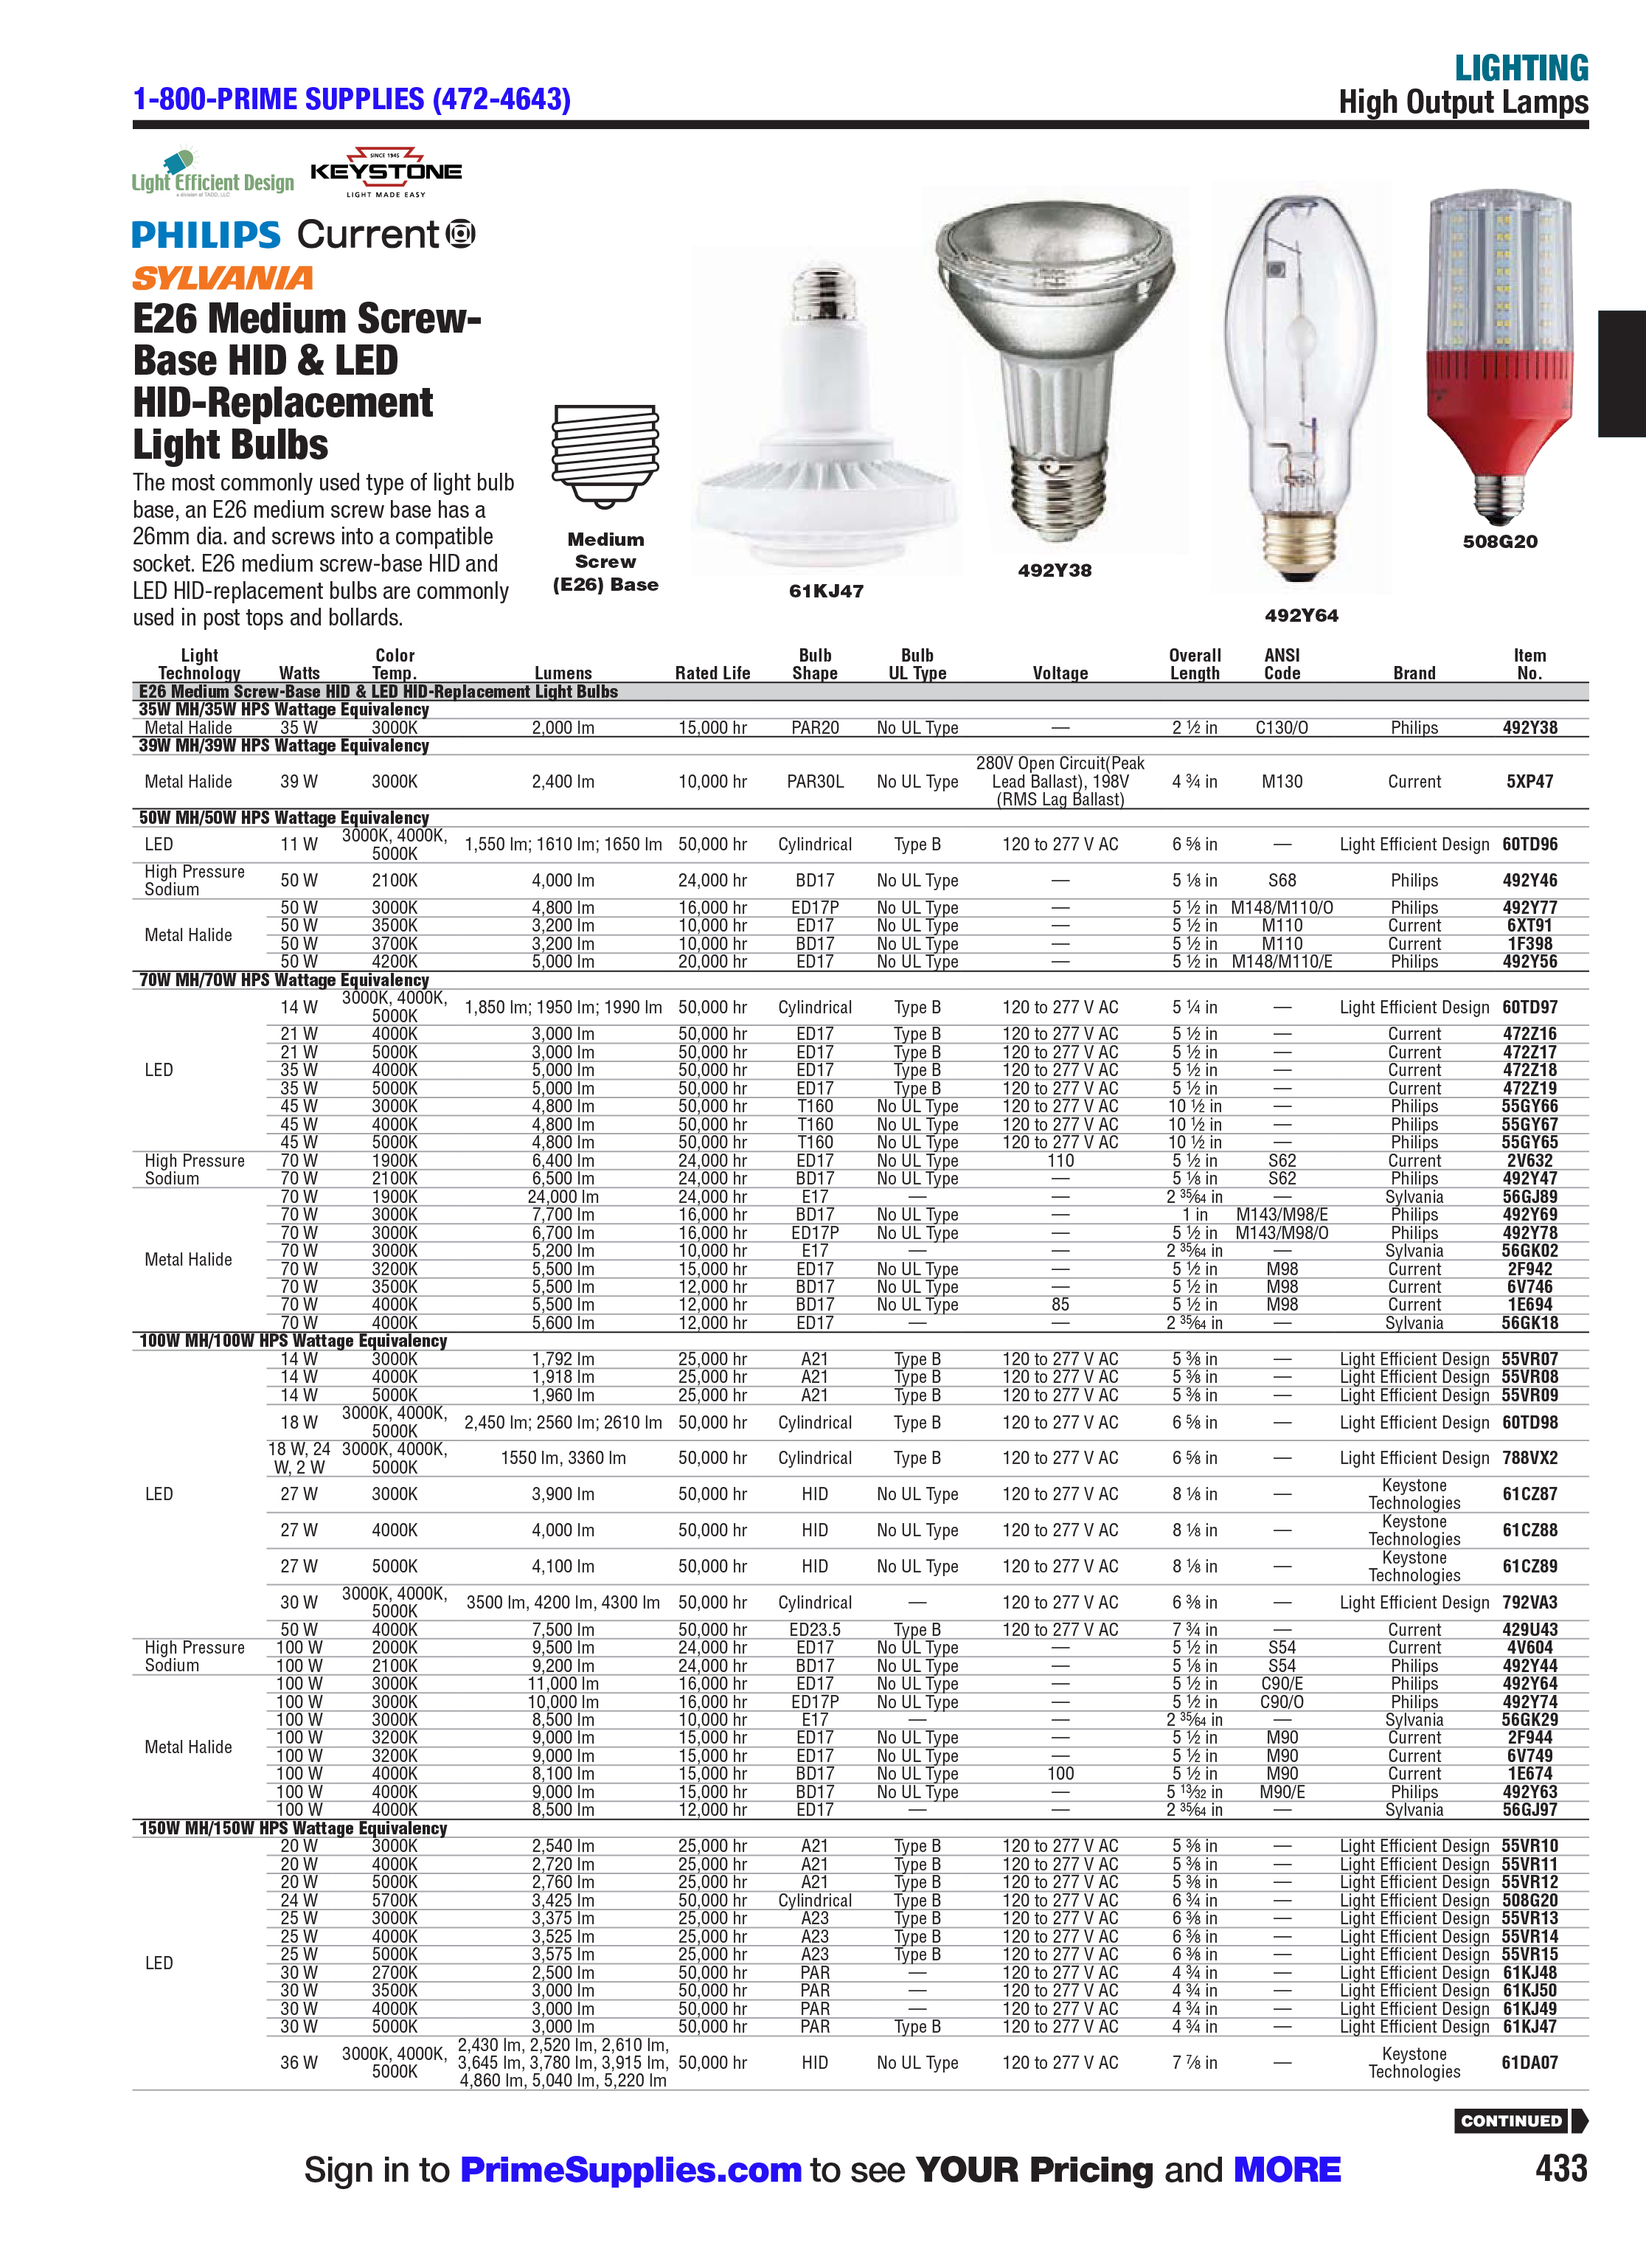 LIGHTING
1-800-PRIME SUPPLIES (472-4643)
High Output Lamps
Light Efficient Design
SINCE 1945
KEYSTONE
LIGHT MADE EASY
PHILIPS Current
SYLVANIA
E26 Medium Screw-
Base HID & LED
HID-Replacement
Light Bulbs
The most commonly used type of light bulb
base, an E26 medium screw base has a
26mm dia. and screws into a compatible
socket. E26 medium screw-base HID and
LED HID-replacement bulbs are commonly
used in post tops and bollards.
Medium
Screw
(E26) Base
61KJ47
492Y38
492Y64
508G20
Light Technology Watts Color Temp. Lumens Rated Life Bulb Shape Bulb UL Type Voltage Overall Length ANSI Code Brand Item No.
E26 Medium Screw-Base HID & LED HID-Replacement Light Bulbs
35W MH/35W HPS Wattage Equivalency
Metal Halide 35 W 3000K 2,000 lm 15,000 hr PAR20 No UL Type — 2 ½ in C130/O Philips 492Y38
39W MH/39W HPS Wattage Equivalency
Metal Halide 39 W 3000K 2,400 lm 10,000 hr PAR30L No UL Type 280V Open Circuit(Peak Lead Ballast), 198V (RMS Lag Ballast) 4 ¾ in M130 Current 5XP47
50W MH/50W HPS Wattage Equivalency
LED 11 W 3000K, 4000K, 5000K 1,550 lm; 1610 lm; 1650 lm 50,000 hr Cylindrical Type B 120 to 277 V AC 6 ⅝ in — Light Efficient Design 60TD96
High Pressure Sodium 50 W 2100K 4,000 lm 24,000 hr BD17 No UL Type — 5 ⅛ in S68 Philips 492Y46
Metal Halide 50 W 3000K 4,800 lm 16,000 hr ED17P No UL Type — 5 ½ in M148/M110/O Philips 492Y77
50 W 3500K 3,200 lm 10,000 hr ED17 No UL Type — 5 ½ in M110 Current 6XT91
50 W 3700K 3,200 lm 10,000 hr BD17 No UL Type — 5 ½ in M110 Current 1F398
50 W 4200K 5,000 lm 20,000 hr ED17 No UL Type — 5 ½ in M148/M110/E Philips 492Y56
70W MH/70W HPS Wattage Equivalency
LED 14 W 3000K, 4000K, 5000K 1,850 lm; 1950 lm; 1990 lm 50,000 hr Cylindrical Type B 120 to 277 V AC 5 ¼ in — Light Efficient Design 60TD97
21 W 4000K 3,000 lm 50,000 hr ED17 Type B 120 to 277 V AC 5 ½ in — Current 472Z16
21 W 5000K 3,000 lm 50,000 hr ED17 Type B 120 to 277 V AC 5 ½ in — Current 472Z17
35 W 4000K 5,000 lm 50,000 hr ED17 Type B 120 to 277 V AC 5 ½ in — Current 472Z18
35 W 5000K 5,000 lm 50,000 hr ED17 Type B 120 to 277 V AC 5 ½ in — Current 472Z19
45 W 3000K 4,800 lm 50,000 hr T160 No UL Type 120 to 277 V AC 10 ½ in — Philips 55GY66
45 W 4000K 4,800 lm 50,000 hr T160 No UL Type 120 to 277 V AC 10 ½ in — Philips 55GY67
45 W 5000K 4,800 lm 50,000 hr T160 No UL Type 120 to 277 V AC 10 ½ in — Philips 55GY65
High Pressure Sodium 70 W 1900K 6,400 lm 24,000 hr ED17 No UL Type 110 5 ½ in S62 Current 2V632
70 W 2100K 6,500 lm 24,000 hr BD17 No UL Type — 5 ⅛ in S62 Philips 492Y47
Metal Halide 70 W 1900K 24,000 lm 24,000 hr E17 — — 2 35/64 in — Sylvania 56GJ89
70 W 3000K 7,700 lm 16,000 hr BD17 No UL Type — 1 in M143/M98/E Philips 492Y69
70 W 3000K 6,700 lm 16,000 hr ED17P No UL Type — 5 ½ in M143/M98/O Philips 492Y78
70 W 3000K 5,200 lm 10,000 hr E17 — — 2 35/64 in — Sylvania 56GK02
70 W 3200K 5,500 lm 15,000 hr ED17 No UL Type — 5 ½ in M98 Current 2F942
70 W 3500K 5,500 lm 12,000 hr BD17 No UL Type — 5 ½ in M98 Current 6V746
70 W 4000K 5,500 lm 12,000 hr BD17 No UL Type 85 5 ½ in M98 Current 1E694
70 W 4000K 5,600 lm 12,000 hr ED17 — — 2 35/64 in — Sylvania 56GK18
100W MH/100W HPS Wattage Equivalency
LED 14 W 3000K 1,792 lm 25,000 hr A21 Type B 120 to 277 V AC 5 ⅜ in — Light Efficient Design 55VR07
14 W 4000K 1,918 lm 25,000 hr A21 Type B 120 to 277 V AC 5 ⅜ in — Light Efficient Design 55VR08
14 W 5000K 1,960 lm 25,000 hr A21 Type B 120 to 277 V AC 5 ⅜ in — Light Efficient Design 55VR09
18 W 3000K, 4000K, 5000K 2,450 lm; 2560 lm; 2610 lm 50,000 hr Cylindrical Type B 120 to 277 V AC 6 ⅝ in — Light Efficient Design 60TD98
18 W, 24 W, 2 W 3000K, 4000K, 5000K 1550 lm, 3360 lm 50,000 hr Cylindrical Type B 120 to 277 V AC 6 ⅝ in — Light Efficient Design 788VX2
27 W 3000K 3,900 lm 50,000 hr HID No UL Type 120 to 277 V AC 8 ⅛ in — Keystone Technologies 61CZ87
27 W 4000K 4,000 lm 50,000 hr HID No UL Type 120 to 277 V AC 8 ⅛ in — Keystone Technologies 61CZ88
27 W 5000K 4,100 lm 50,000 hr HID No UL Type 120 to 277 V AC 8 ⅛ in — Keystone Technologies 61CZ89
30 W 3000K, 4000K, 5000K 3500 lm, 4200 lm, 4300 lm 50,000 hr Cylindrical — 120 to 277 V AC 6 ⅜ in — Light Efficient Design 792VA3
50 W 4000K 7,500 lm 50,000 hr ED23.5 Type B 120 to 277 V AC 7 ¾ in — Current 429U43
High Pressure Sodium 100 W 2000K 9,500 lm 24,000 hr ED17 No UL Type — 5 ½ in S54 Current 4V604
100 W 2100K 9,200 lm 24,000 hr BD17 No UL Type — 5 ⅛ in S54 Philips 492Y44
Metal Halide 100 W 3000K 11,000 lm 16,000 hr ED17 No UL Type — 5 ½ in C90/E Philips 492Y64
100 W 3000K 10,000 lm 16,000 hr ED17P No UL Type — 5 ½ in C90/O Philips 492Y74
100 W 3000K 8,500 lm 10,000 hr E17 — — 2 35/64 in — Sylvania 56GK29
100 W 3200K 9,000 lm 15,000 hr ED17 No UL Type — 5 ½ in M90 Current 2F944
100 W 3200K 9,000 lm 15,000 hr ED17 No UL Type — 5 ½ in M90 Current 6V749
100 W 4000K 8,100 lm 15,000 hr BD17 No UL Type 100 5 ½ in M90 Current 1E674
100 W 4000K 9,000 lm 15,000 hr BD17 No UL Type — 5 13/32 in M90/E Philips 492Y63
100 W 4000K 8,500 lm 12,000 hr ED17 — — 2 35/64 in — Sylvania 56GJ97
150W MH/150W HPS Wattage Equivalency
LED 20 W 3000K 2,540 lm 25,000 hr A21 Type B 120 to 277 V AC 5 ⅜ in — Light Efficient Design 55VR10
20 W 4000K 2,720 lm 25,000 hr A21 Type B 120 to 277 V AC 5 ⅜ in — Light Efficient Design 55VR11
20 W 5000K 2,760 lm 25,000 hr A21 Type B 120 to 277 V AC 5 ⅜ in — Light Efficient Design 55VR12
24 W 5700K 3,425 lm 50,000 hr Cylindrical Type B 120 to 277 V AC 6 ¾ in — Light Efficient Design 508G20
25 W 3000K 3,375 lm 25,000 hr A23 Type B 120 to 277 V AC 6 ⅜ in — Light Efficient Design 55VR13
25 W 4000K 3,525 lm 25,000 hr A23 Type B 120 to 277 V AC 6 ⅜ in — Light Efficient Design 55VR14
25 W 5000K 3,575 lm 25,000 hr A23 Type B 120 to 277 V AC 6 ⅜ in — Light Efficient Design 55VR15
30 W 2700K 2,500 lm 50,000 hr PAR — 120 to 277 V AC 4 ¾ in — Light Efficient Design 61KJ48
30 W 3500K 3,000 lm 50,000 hr PAR — 120 to 277 V AC 4 ¾ in — Light Efficient Design 61KJ50
30 W 4000K 3,000 lm 50,000 hr PAR — 120 to 277 V AC 4 ¾ in — Light Efficient Design 61KJ49
30 W 5000K 3,000 lm 50,000 hr PAR Type B 120 to 277 V AC 4 ¾ in — Light Efficient Design 61KJ47
36 W 3000K, 4000K, 5000K 2,430 lm, 2,520 lm, 2,610 lm, 3,645 lm, 3,780 lm, 3,915 lm, 4,860 lm, 5,040 lm, 5,220 lm 50,000 hr HID No UL Type 120 to 277 V AC 7 ⅞ in — Keystone Technologies 61DA07
CONTINUED
Sign in to PrimeSupplies.com to see YOUR Pricing and MORE
433